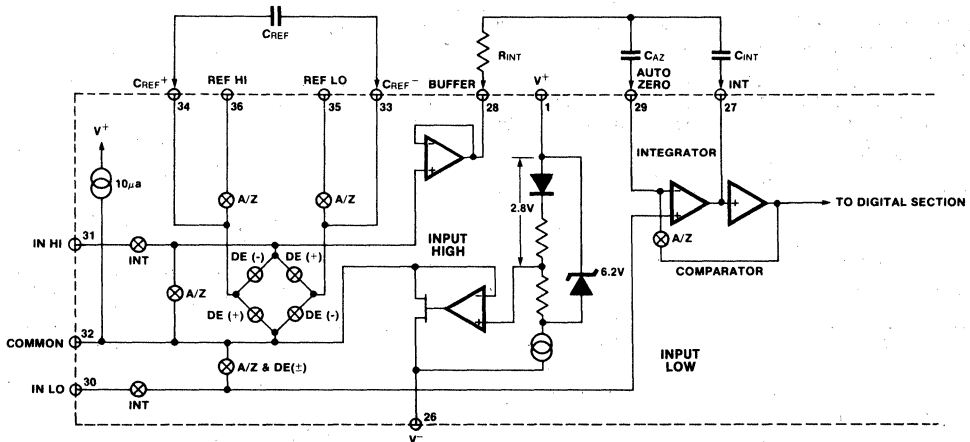 CREF
RINT
CAZ
CINT
CREF+
REF HI
REF LO
CREF−
BUFFER
V+
AUTO
ZERO
INT
34
36
35
33
28
1
29
27
V+
10μa
A/Z
A/Z
2.8V
INTEGRATOR
TO DIGITAL SECTION
A/Z
COMPARATOR
IN HI
31
INT
DE (-)
DE (+)
INPUT
HIGH
6.2V
A/Z
DE (+)
DE (-)
COMMON
32
A/Z & DE(±)
INPUT
LOW
IN LO
30
INT
26
V−